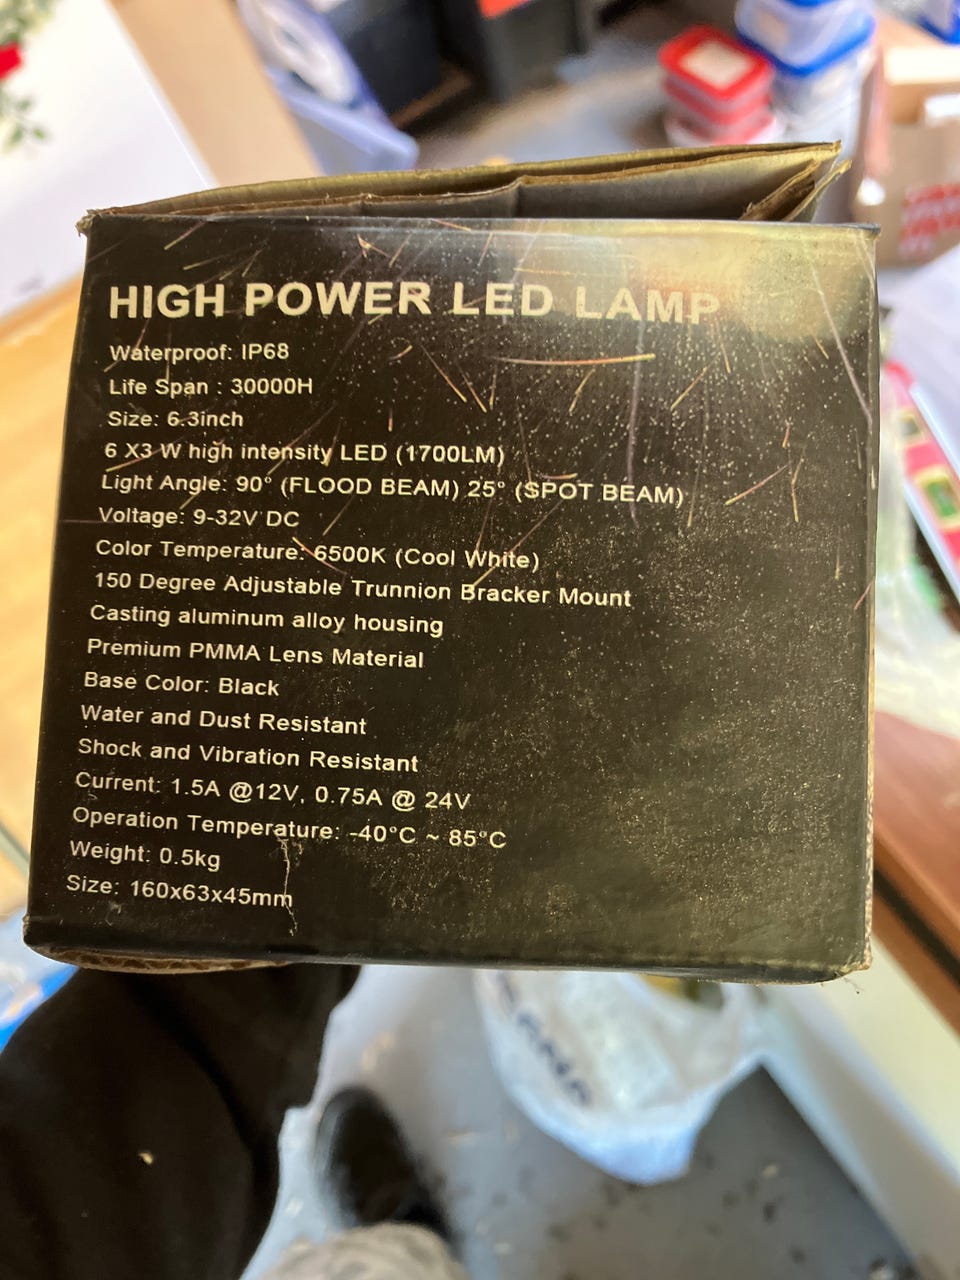 HIGH POWER LED LAMP
Waterproof: IP68
Life Span : 30000H
Size: 6.3inch
6 X3 W high intensity LED (1700LM)
Light Angle: 90° (FLOOD BEAM) 25° (SPOT BEAM)
Voltage: 9-32V DC
Color Temperature: 6500K (Cool White)
150 Degree Adjustable Trunnion Bracker Mount
Casting aluminum alloy housing
Premium PMMA Lens Material
Base Color: Black
Water and Dust Resistant
Shock and Vibration Resistant
Current: 1.5A @12V, 0.75A @ 24V
Operation Temperature: -40°C ~ 85°C
Weight: 0.5kg
Size: 160x63x45mm